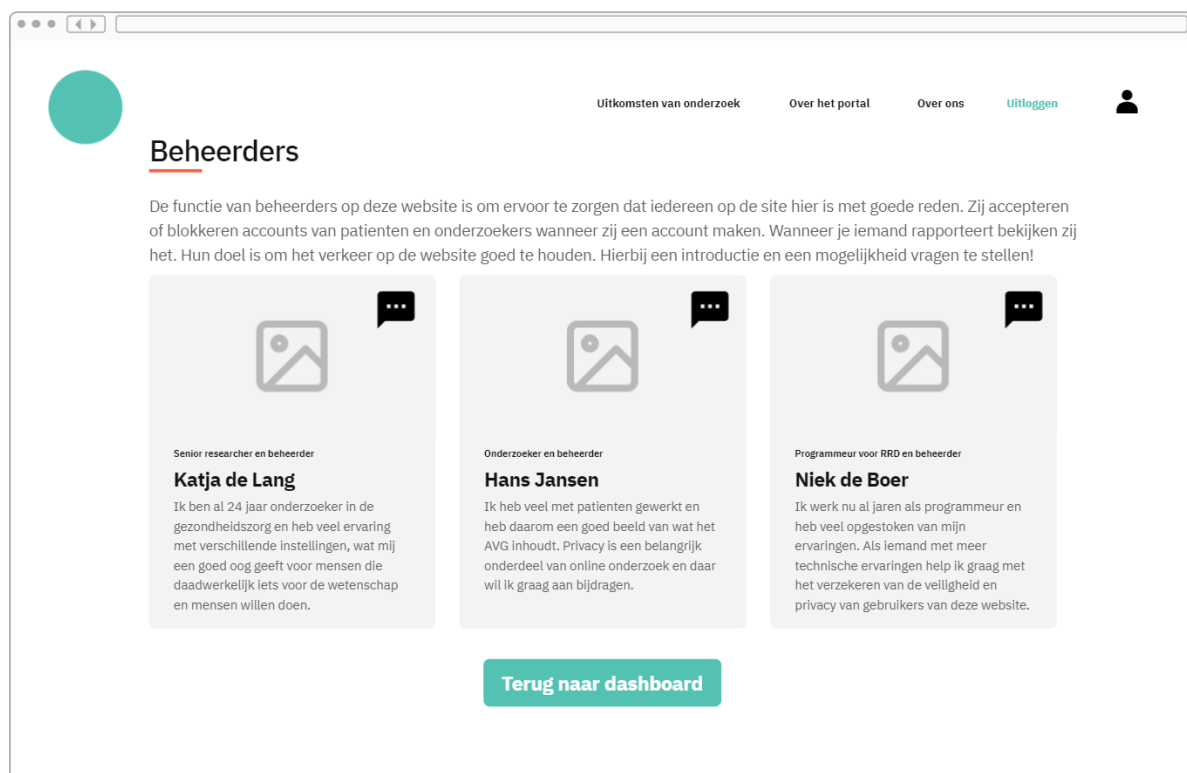 Uitkomsten van onderzoek
Over het portal
Over ons
Uitloggen
Beheerders
De functie van beheerders op deze website is om ervoor te zorgen dat iedereen op de site hier is met goede reden. Zij accepteren
of blokkeren accounts van patienten en onderzoekers wanneer zij een account maken. Wanneer je iemand rapporteert bekijken zij
het. Hun doel is om het verkeer op de website goed te houden. Hierbij een introductie en een mogelijkheid vragen te stellen!
Senior researcher en beheerder
Katja de Lang
Ik ben al 24 jaar onderzoeker in de
gezondheidszorg en heb veel ervaring
met verschillende instellingen, wat mij
een goed oog geeft voor mensen die
daadwerkelijk iets voor de wetenschap
en mensen willen doen.
Onderzoeker en beheerder
Hans Jansen
Ik heb veel met patienten gewerkt en
heb daarom een goed beeld van wat het
AVG inhoudt. Privacy is een belangrijk
onderdeel van online onderzoek en daar
wil ik graag aan bijdragen.
Programmeur voor RRD en beheerder
Niek de Boer
Ik werk nu al jaren als programmeur en
heb veel opgestoken van mijn
ervaringen. Als iemand met meer
technische ervaringen help ik graag met
het verzekeren van de veiligheid en
privacy van gebruikers van deze website.
Terug naar dashboard